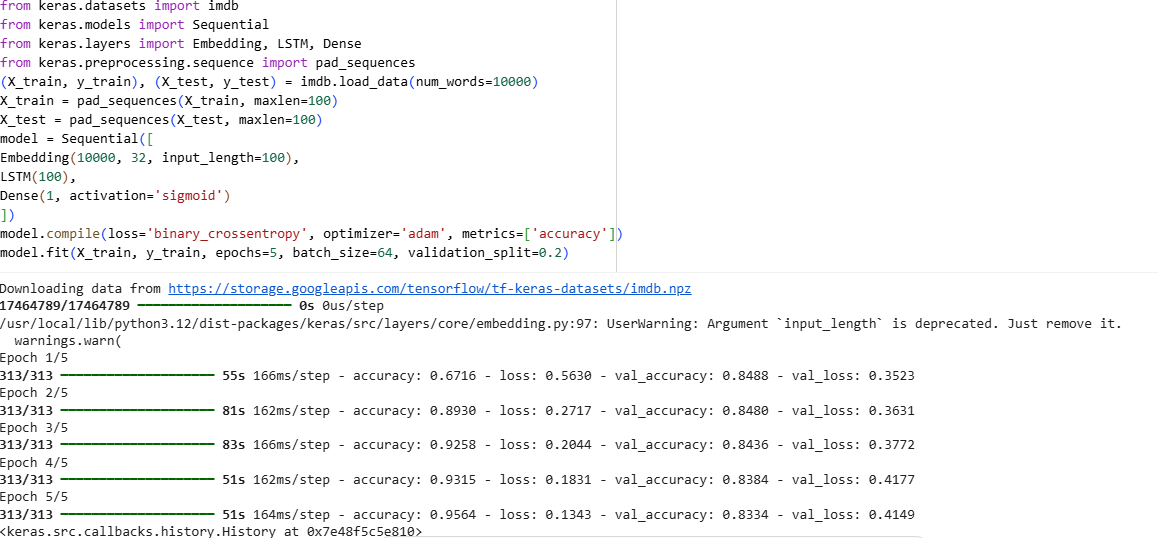 from keras.datasets import imdb
from keras.models import Sequential
from keras.layers import Embedding, LSTM, Dense
from keras.preprocessing.sequence import pad_sequences
(X_train, y_train), (X_test, y_test) = imdb.load_data(num_words=10000)
X_train = pad_sequences(X_train, maxlen=100)
X_test = pad_sequences(X_test, maxlen=100)
model = Sequential([
Embedding(10000, 32, input_length=100),
LSTM(100),
Dense(1, activation='sigmoid')
])
model.compile(loss='binary_crossentropy', optimizer='adam', metrics=['accuracy'])
model.fit(X_train, y_train, epochs=5, batch_size=64, validation_split=0.2)
Downloading data from https://storage.googleapis.com/tensorflow/tf-keras-datasets/imdb.npz
17464789/17464789 ━━━━━━━━━━━━━━━━━━━━ 0s 0us/step
/usr/local/lib/python3.12/dist-packages/keras/src/layers/core/embedding.py:97: UserWarning: Argument `input_length` is deprecated. Just remove it.
  warnings.warn(
Epoch 1/5
313/313 ━━━━━━━━━━━━━━━━━━━━ 55s 166ms/step - accuracy: 0.6716 - loss: 0.5630 - val_accuracy: 0.8488 - val_loss: 0.3523
Epoch 2/5
313/313 ━━━━━━━━━━━━━━━━━━━━ 81s 162ms/step - accuracy: 0.8930 - loss: 0.2717 - val_accuracy: 0.8480 - val_loss: 0.3631
Epoch 3/5
313/313 ━━━━━━━━━━━━━━━━━━━━ 83s 166ms/step - accuracy: 0.9258 - loss: 0.2044 - val_accuracy: 0.8436 - val_loss: 0.3772
Epoch 4/5
313/313 ━━━━━━━━━━━━━━━━━━━━ 51s 162ms/step - accuracy: 0.9315 - loss: 0.1831 - val_accuracy: 0.8384 - val_loss: 0.4177
Epoch 5/5
313/313 ━━━━━━━━━━━━━━━━━━━━ 51s 164ms/step - accuracy: 0.9564 - loss: 0.1343 - val_accuracy: 0.8334 - val_loss: 0.4149
<keras.src.callbacks.history.History at 0x7e48f5c5e810>